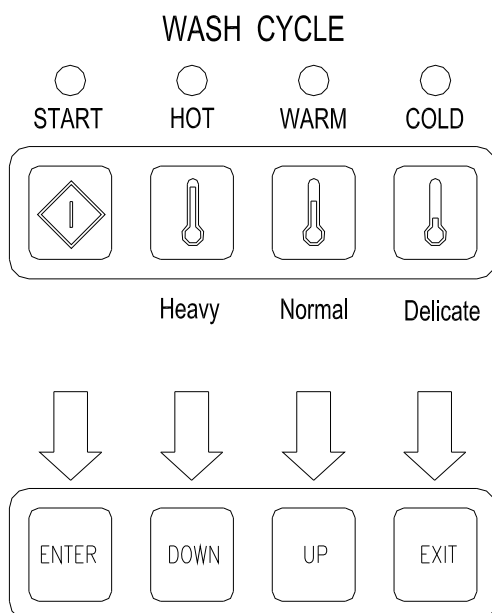 WASH CYCLE
START HOT WARM COLD
Heavy Normal Delicate
ENTER DOWN UP EXIT